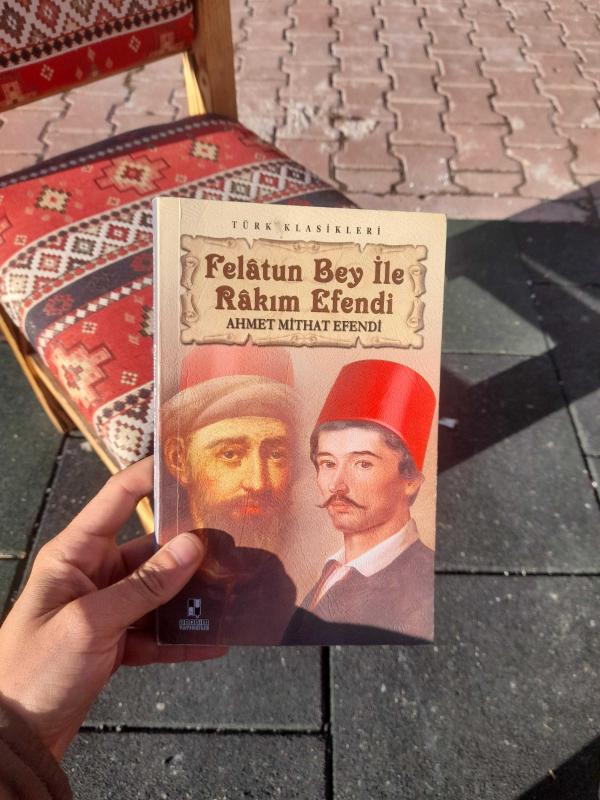 TÜRK KLASİKLERİ
Felâtun Bey İle
Râkım Efendi
AHMET MİTHAT EFENDİ